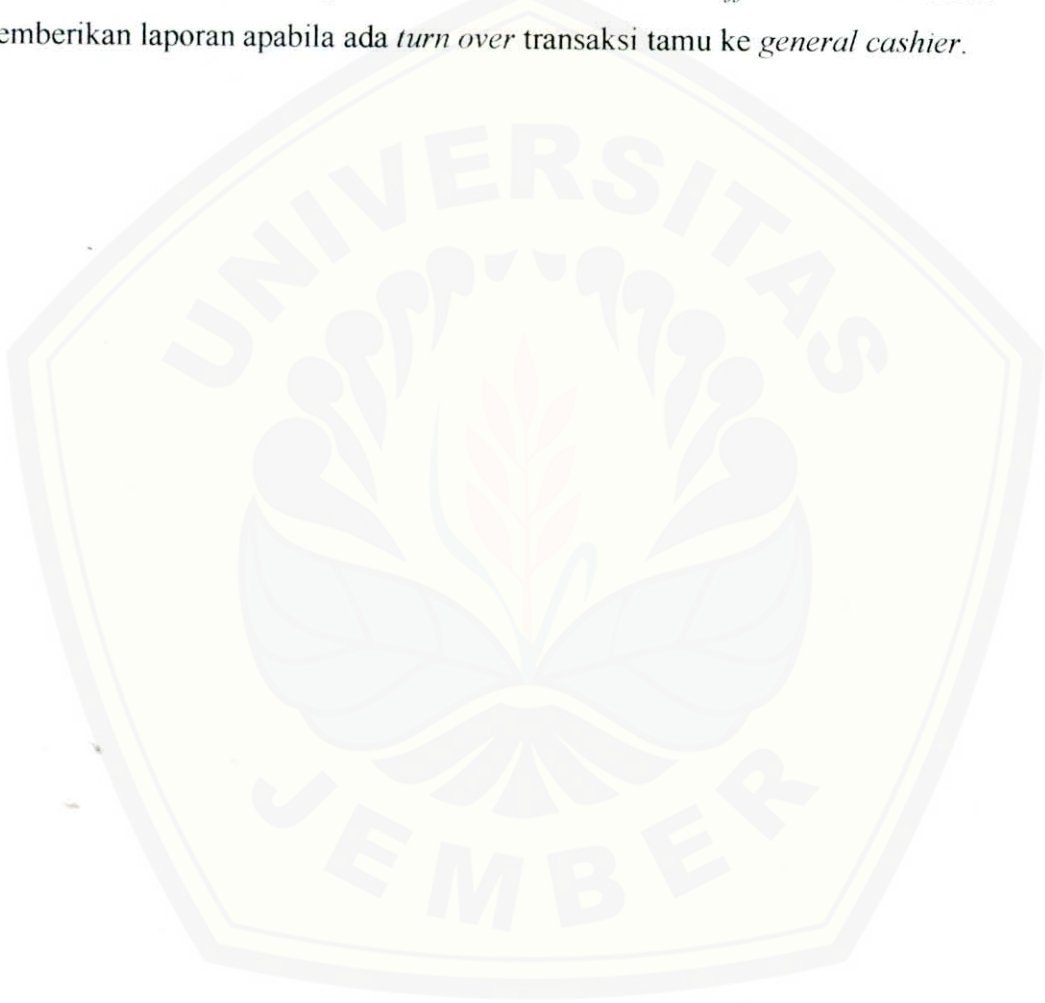 emberikan laporan apabila ada turn over transaksi tamu ke general cashier.
UNIVERSITAS
JEMBER